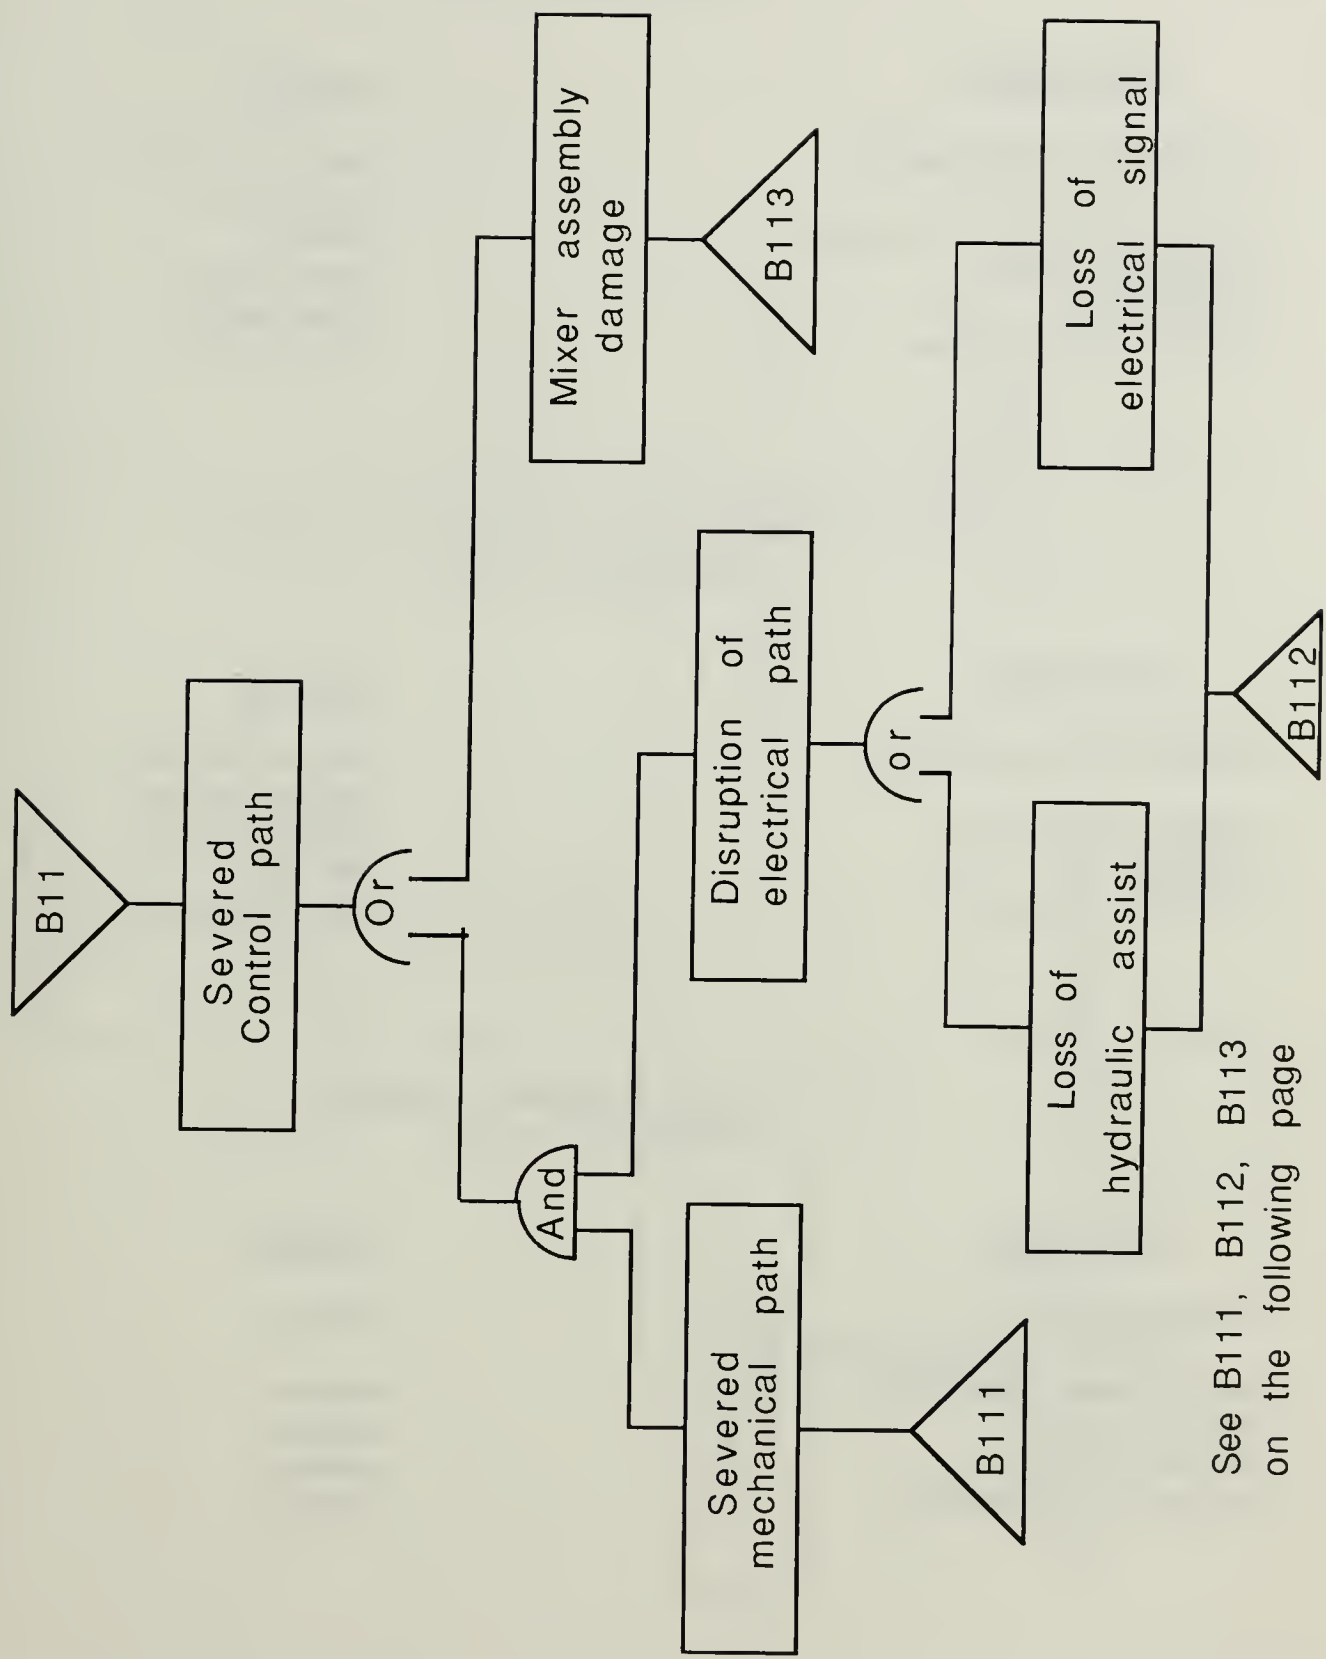 B11
Severed
Control path
Or
And
Mixer assembly
damage
B113
Severed
mechanical path
B111
Disruption of
electrical path
or
Loss of
hydraulic assist
Loss of
electrical signal
B112
See B111, B112, B113
on the following page